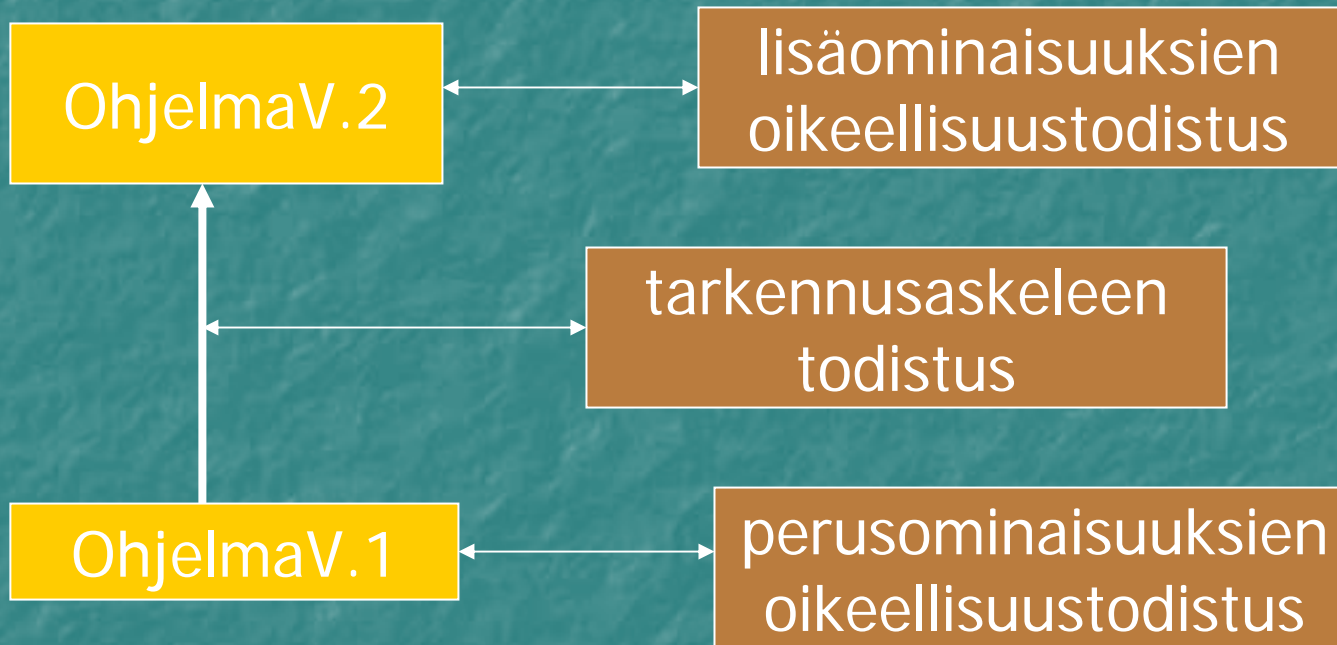 OhjelmaV.2
lisäominaisuuksien
oikeellisuustodistus
tarkennusaskeleen
todistus
OhjelmaV.1
perusominaisuuksien
oikeellisuustodistus